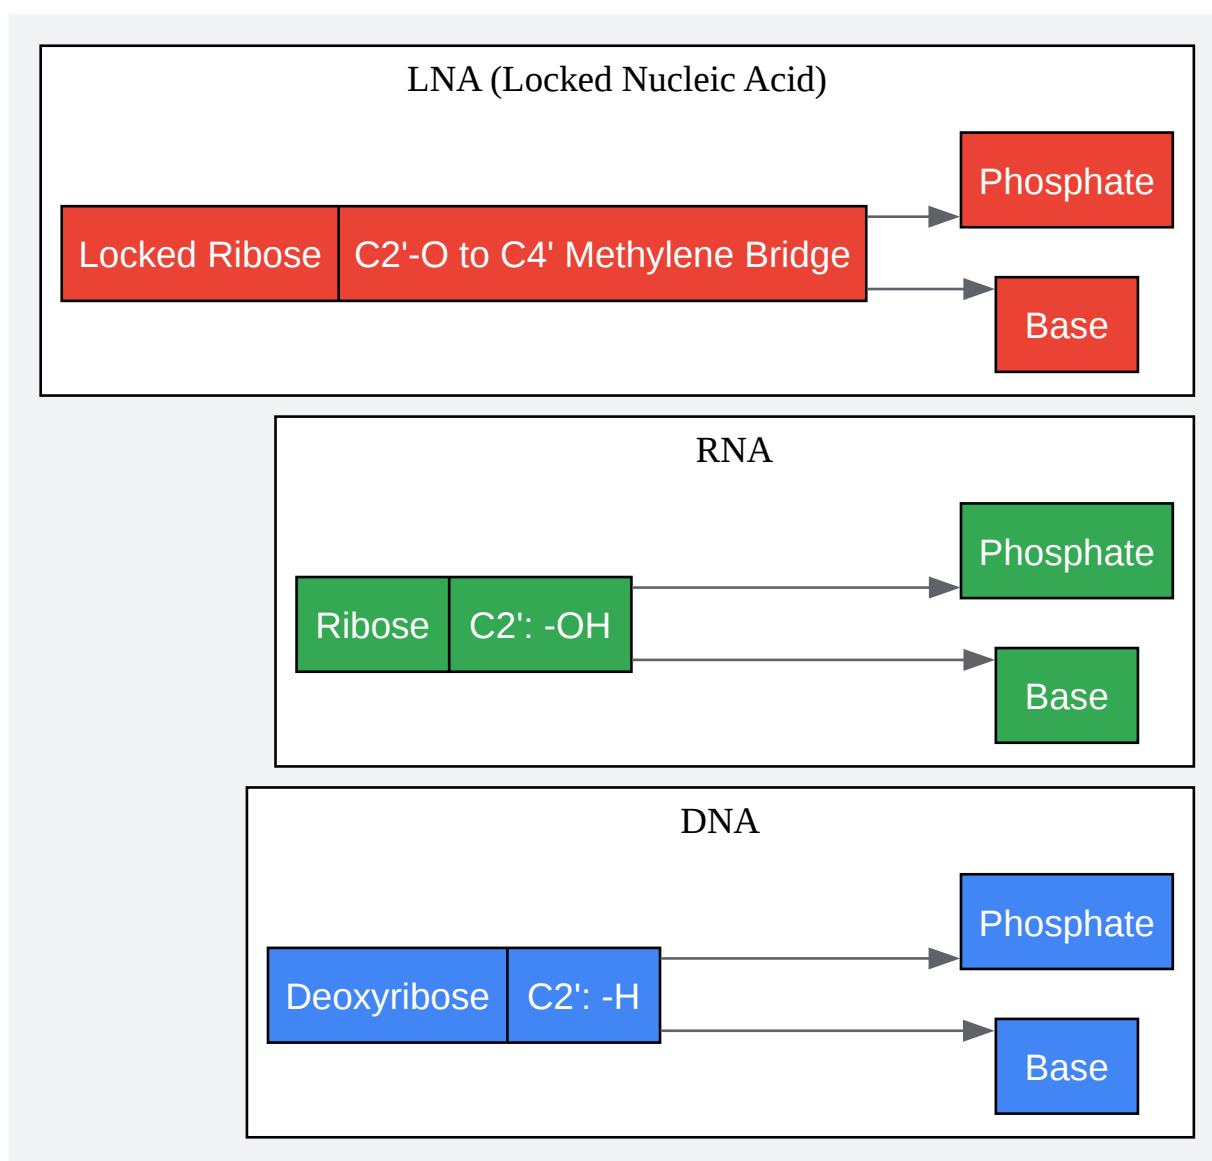 LNA (Locked Nucleic Acid)
Phosphate
Locked Ribose
C2'-O to C4' Methylene Bridge
Base
RNA
Phosphate
Ribose
C2': -OH
Base
DNA
Phosphate
Deoxyribose
C2': -H
Base